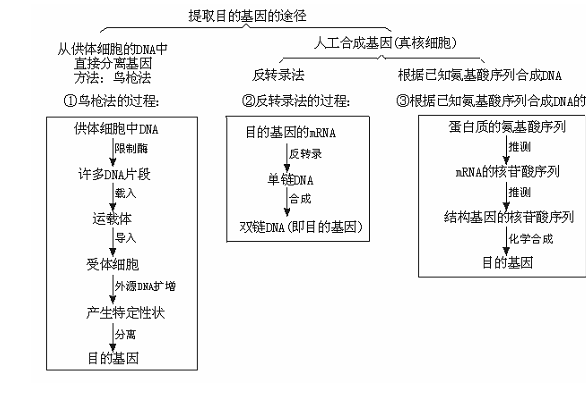 提取目的基因的途径
从供体细胞的DNA中
直接分离基因
方法：鸟枪法
人工合成基因(真核细胞)
反转录法
根据已知氨基酸序列合成DNA
①鸟枪法的过程:
供体细胞中DNA
限制酶
许多DNA片段
载入
运载体
导入
受体细胞
外源DNA扩增
产生特定性状
分离
目的基因
②反转录法的过程:
目的基因的mRNA
反转录
单链DNA
合成
双链DNA(即目的基因)
③根据已知氨基酸序列合成DNA的
蛋白质的氨基酸序列
推测
mRNA的核苷酸序列
推测
结构基因的核苷酸序列
化学合成
目的基因